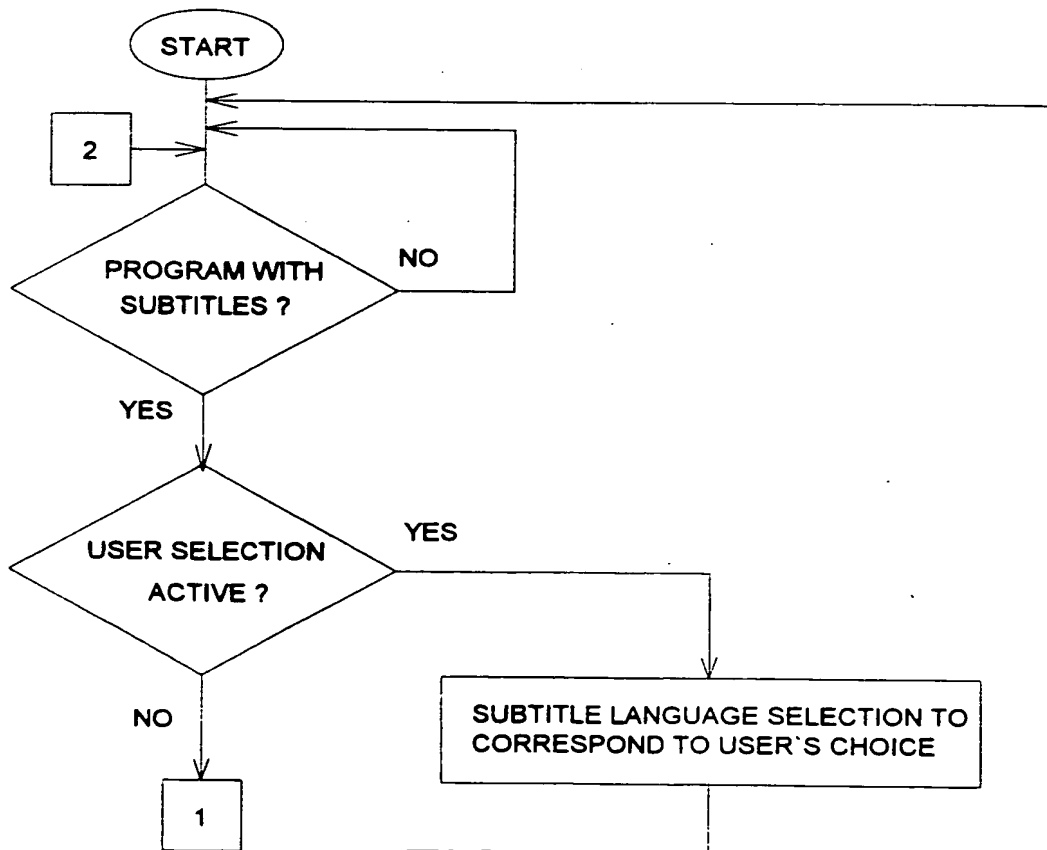 START
2
PROGRAM WITH
SUBTITLES ?
NO
YES
USER SELECTION
ACTIVE ?
YES
NO
SUBTITLE LANGUAGE SELECTION TO
CORRESPOND TO USER`S CHOICE
1